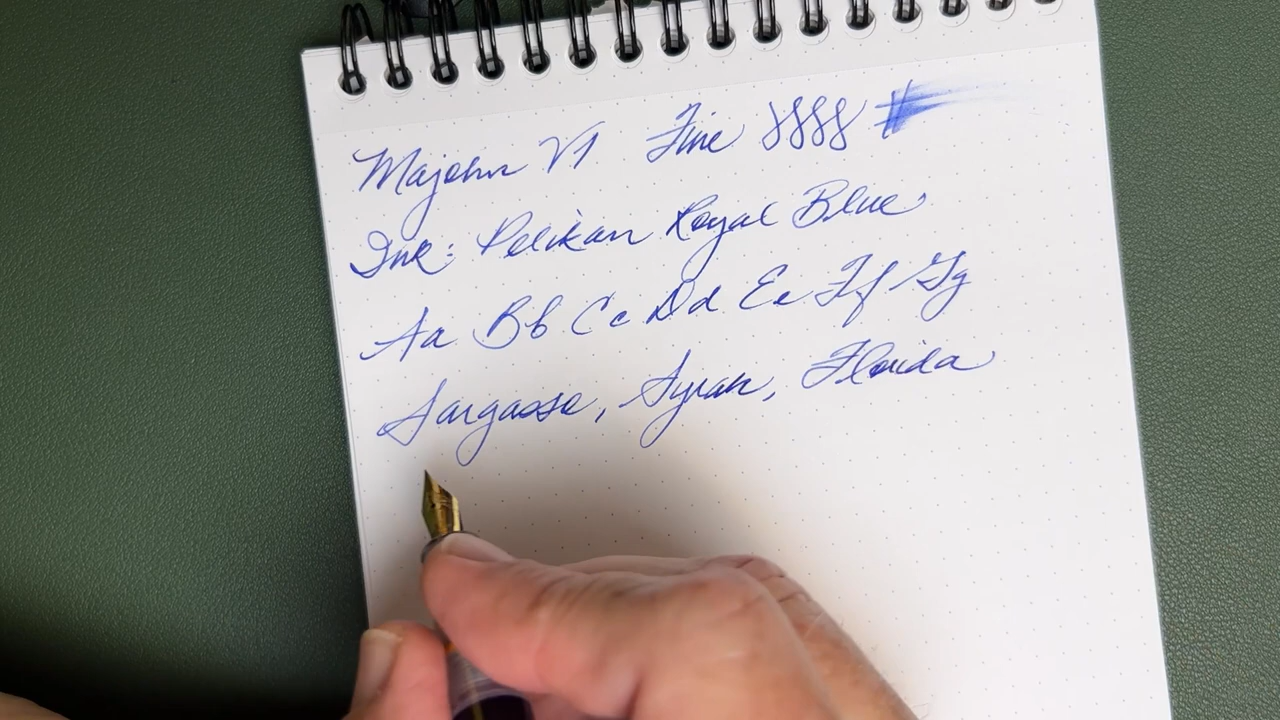 Majohn V1 Fine
Ink: Pelikan Royal Blue
Aa Bb Cc Dd Ee Ff Gg
Sargasso, Syrah, Florida